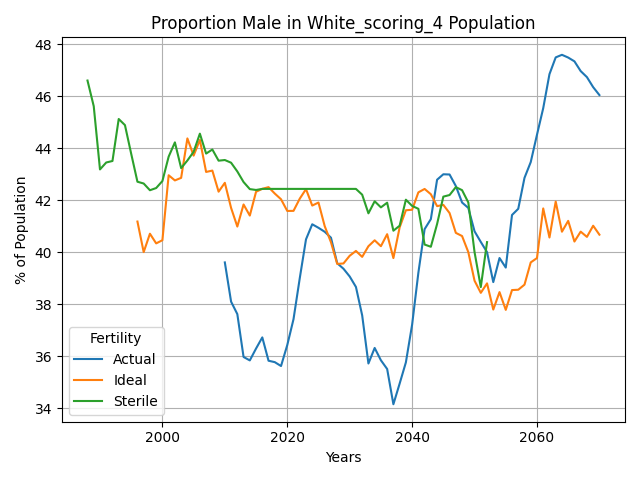 Proportion Male in White_scoring_4 Population
% of Population
48
46
44
42
40
38
36
34
Fertility
Actual
Ideal
Sterile
2000
2020
2040
2060
Years